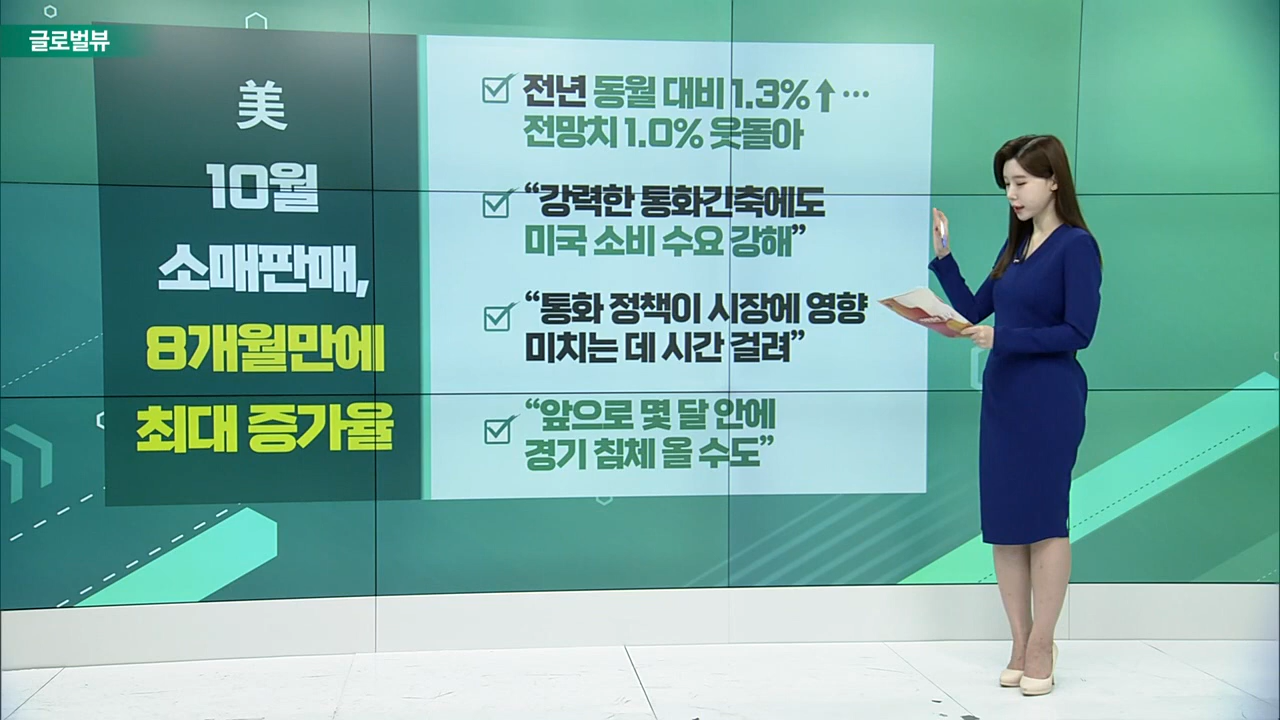 글로벌뷰
美
10월
소매판매,
8개월만에
최대 증가율
전년 동월 대비 1.3%↑…
전망치 1.0% 웃돌아
“강력한 통화긴축에도
미국 소비 수요 강해”
“통화 정책이 시장에 영향
미치는 데 시간 걸려”
“앞으로 몇 달 안에
경기 침체 올 수도”